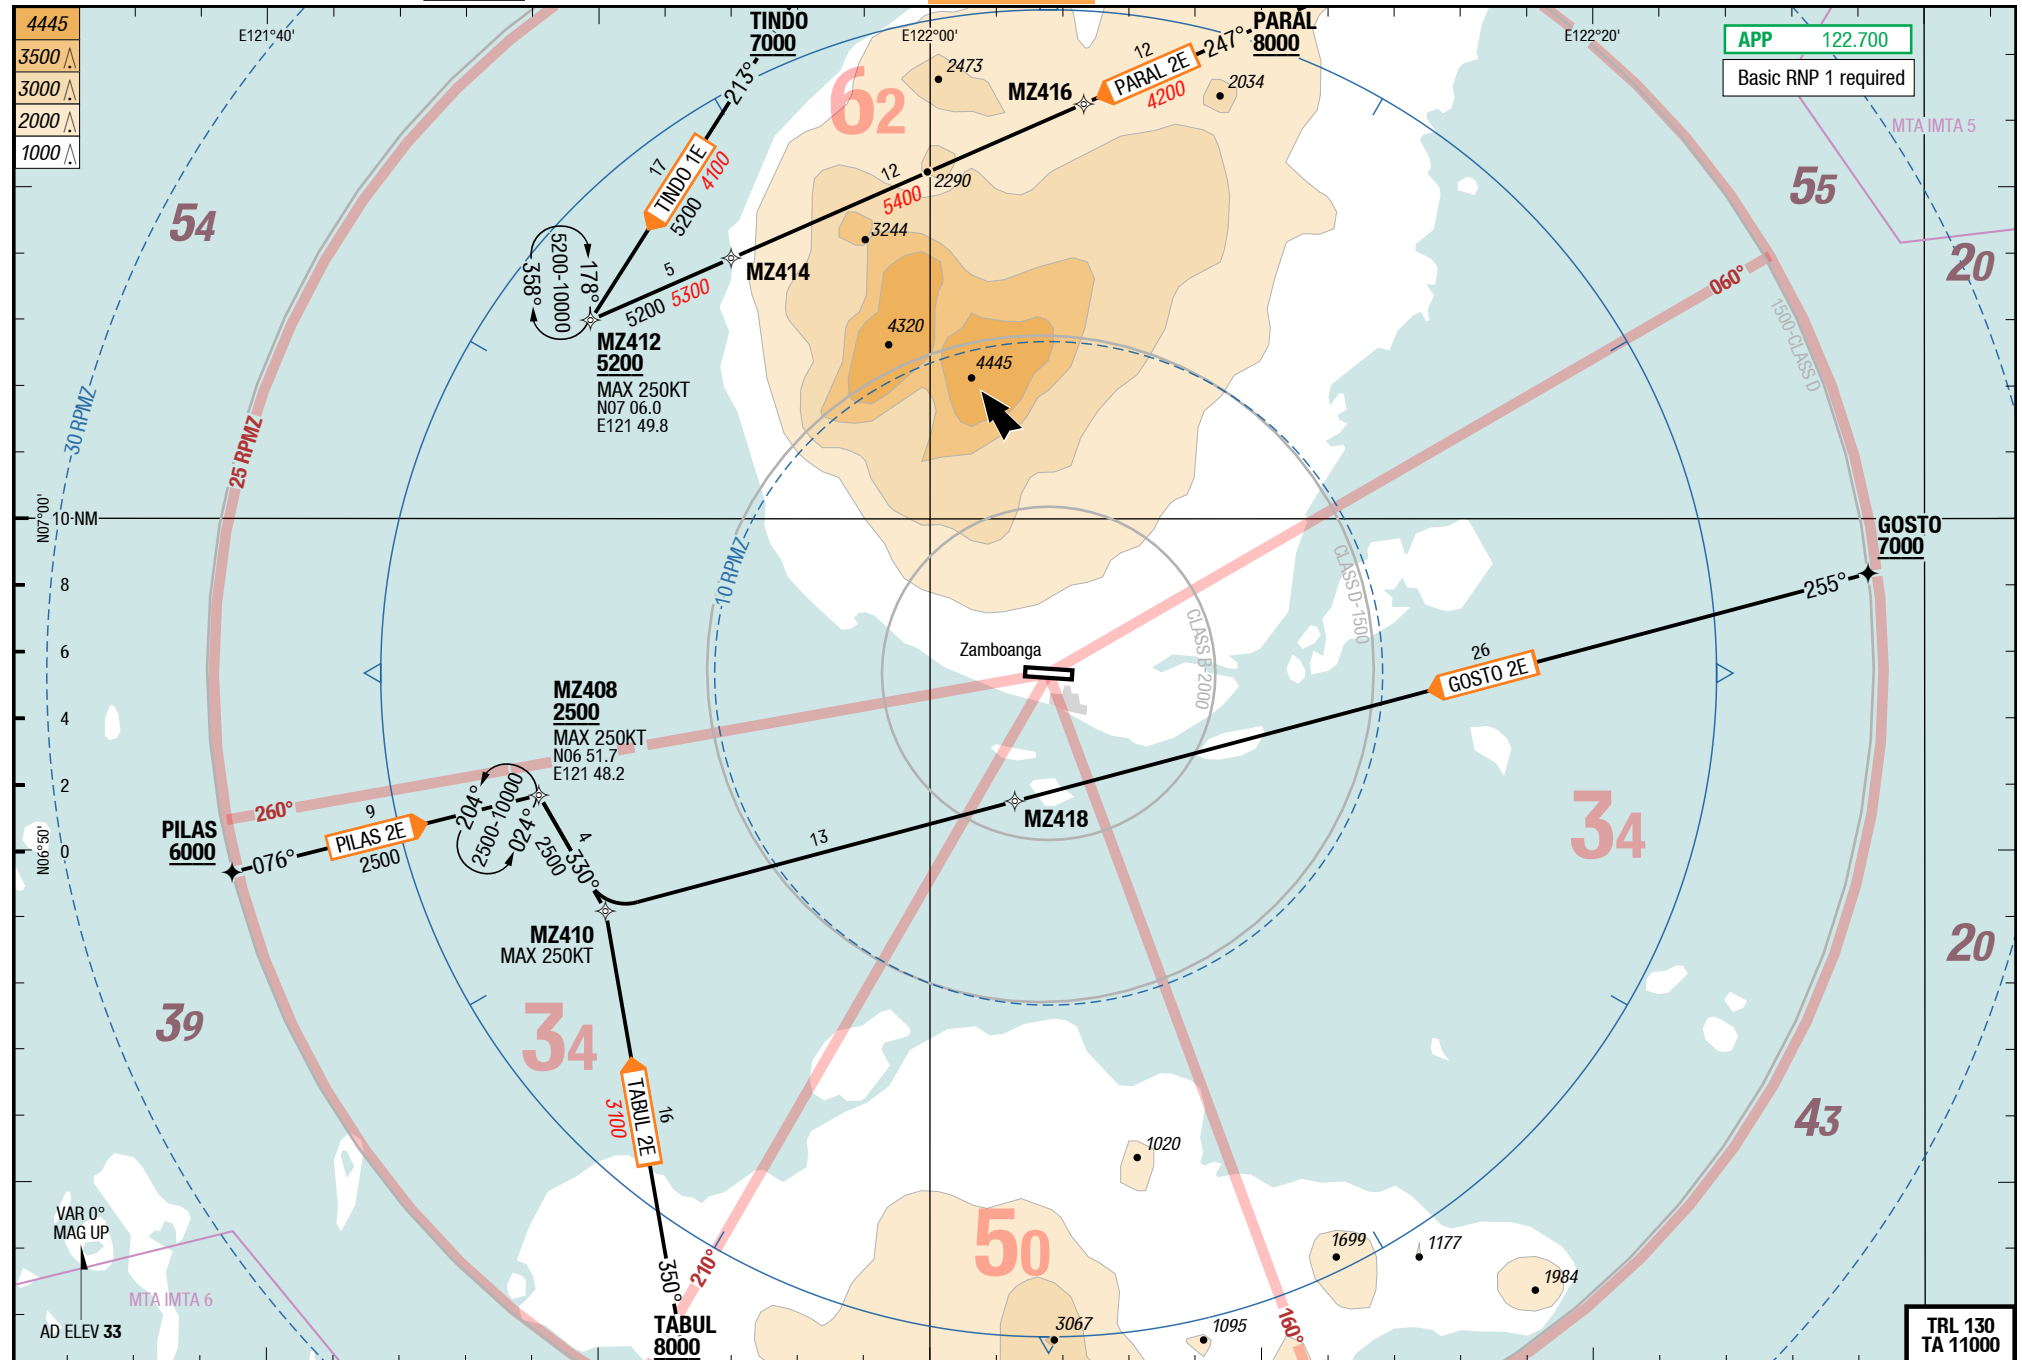 4445
3500
3000
2000
1000
E121°40'
TINDO
7000
E122°00'
PARAL
8000
E122°20'
APP 122.700
Basic RNP 1 required
MTA IMTA 5
213°
2473
62
MZ416
12
PARAL 2E
247°
4200
2034
17
TINDO 1E
4100
5200
12
2290
5400
54
55
20
3244
5200-10000
178°
358°
5
5200
5300
MZ414
MZ412
5200
MAX 250KT
N07 06.0
E121 49.8
4320
4445
060°
1500-CLASS D
30 RPMZ
25 RPMZ
N07°00'
10 NM
10 RPMZ
CLASS D-1500
CLASS B-2000
GOSTO
7000
255°
26
GOSTO 2E
8
6
4
2
0
N06°50'
Zamboanga
MZ408
2500
MAX 250KT
N06 51.7
E121 48.2
260°
PILAS
6000
076°
9
PILAS 2E
2500
204°
2500-10000
024°
4
330°
2500
MZ418
13
34
MZ410
MAX 250KT
20
39
34
16
TABUL 2E
3100
43
1020
VAR 0°
MAG UP
50
1699
1177
1984
350°
210°
MTA IMTA 6
AD ELEV 33
TABUL
8000
3067
1095
160°
TRL 130
TA 11000